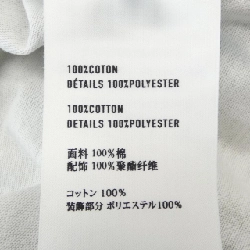 100%COTON
DÉTAILS 100%POLYESTER
100%COTTON
DETAILS 100%POLYESTER
面料 100%棉
配饰 100%聚酯纤维
コットン 100%
装飾部分 ポリエステル100%